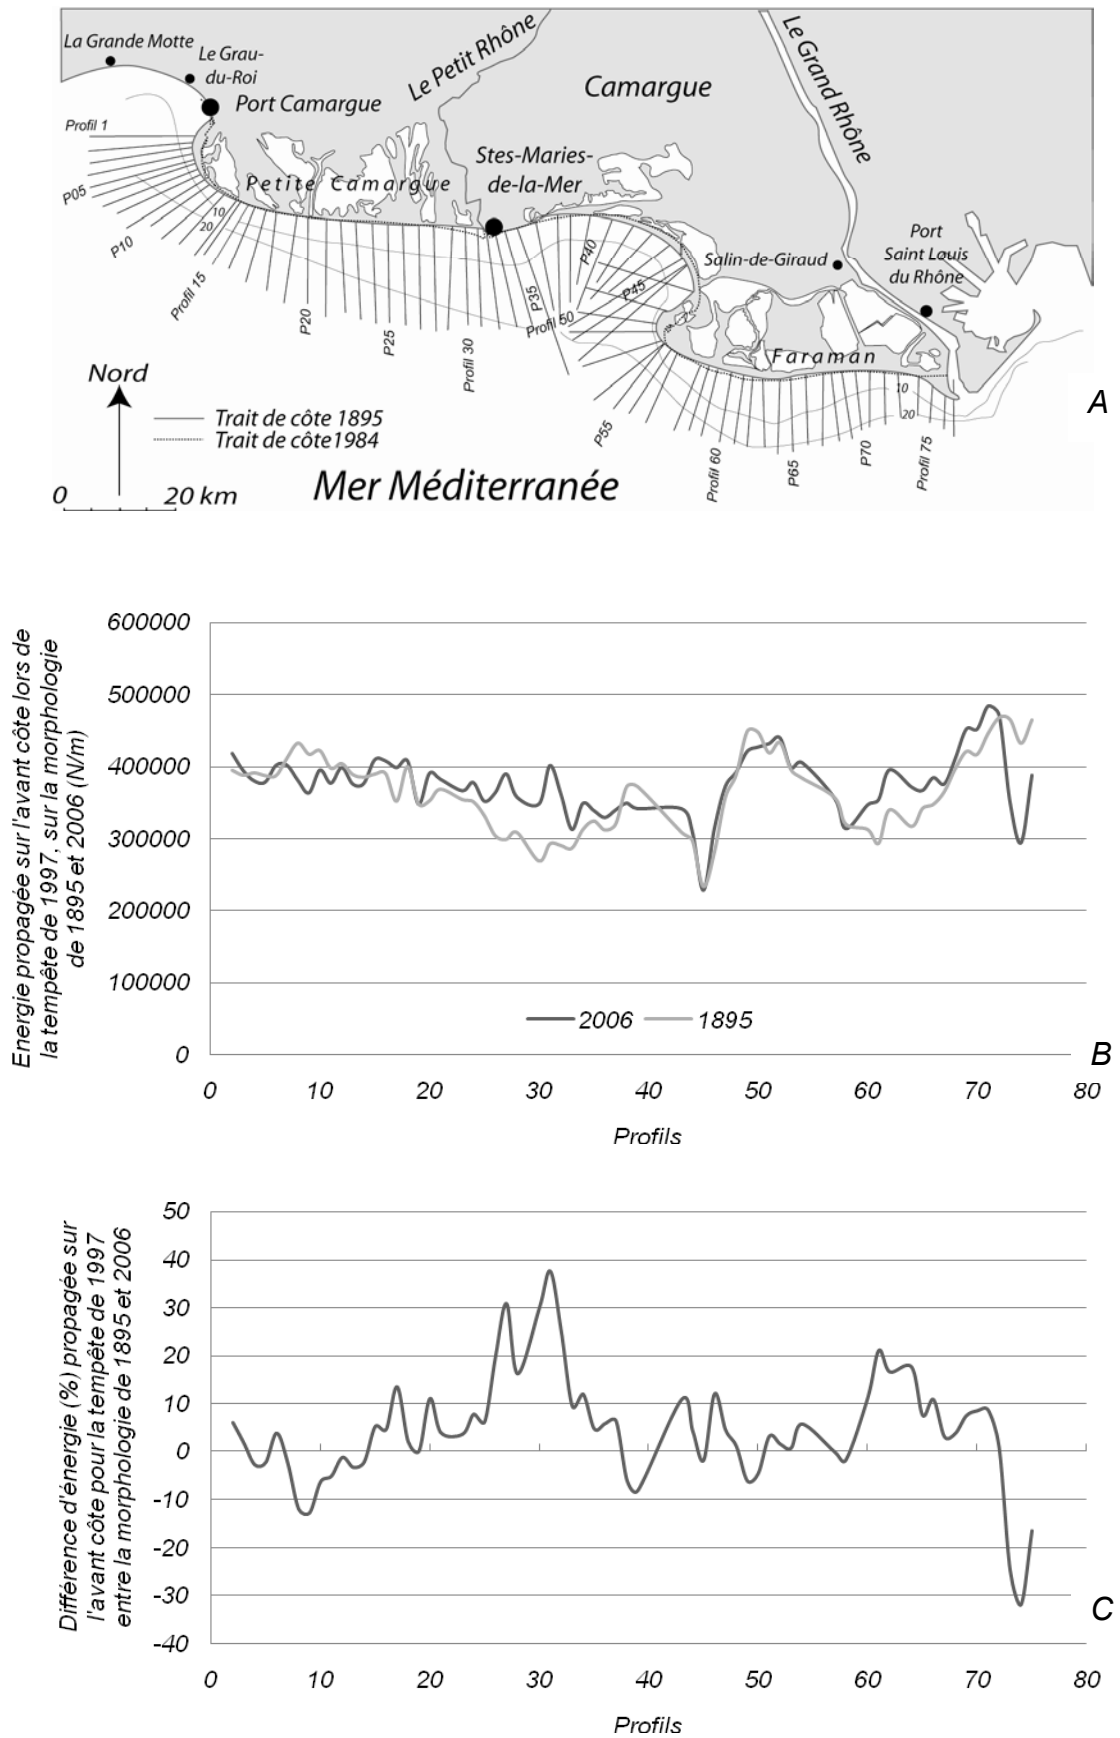 La Grande Motte
Le Grau-
du-Roi
Port Camargue
Le Petit Rhône
Camargue
Le Grand Rhône
Profil 1
P05
P10
Profil 15
P20
P25
Profil 30
P35
P40
P45
Profil 50
P55
Profil 60
P65
P70
Profil 75
Petite Camargue
Stes-Maries-
de-la-Mer
Salin-de-Giraud
Port
Saint Louis
du Rhône
Faraman
10
20
10
20
Nord
Trait de côte 1895
Trait de côte1984
0
20 km
Mer Méditerranée
A
Energie propagée sur l'avant côte lors de
la tempête de 1997, sur la morphologie
de 1895 et 2006 (N/m)
600000
500000
400000
300000
200000
100000
0
2006
1895
B
0 10 20 30 40 50 60 70 80
Profils
Différence d'énergie (%) propagée sur
l'avant côte pour la tempête de 1997
entre la morphologie de 1895 et 2006
50
40
30
20
10
0
-10
-20
-30
-40
C
0 10 20 30 40 50 60 70 80
Profils